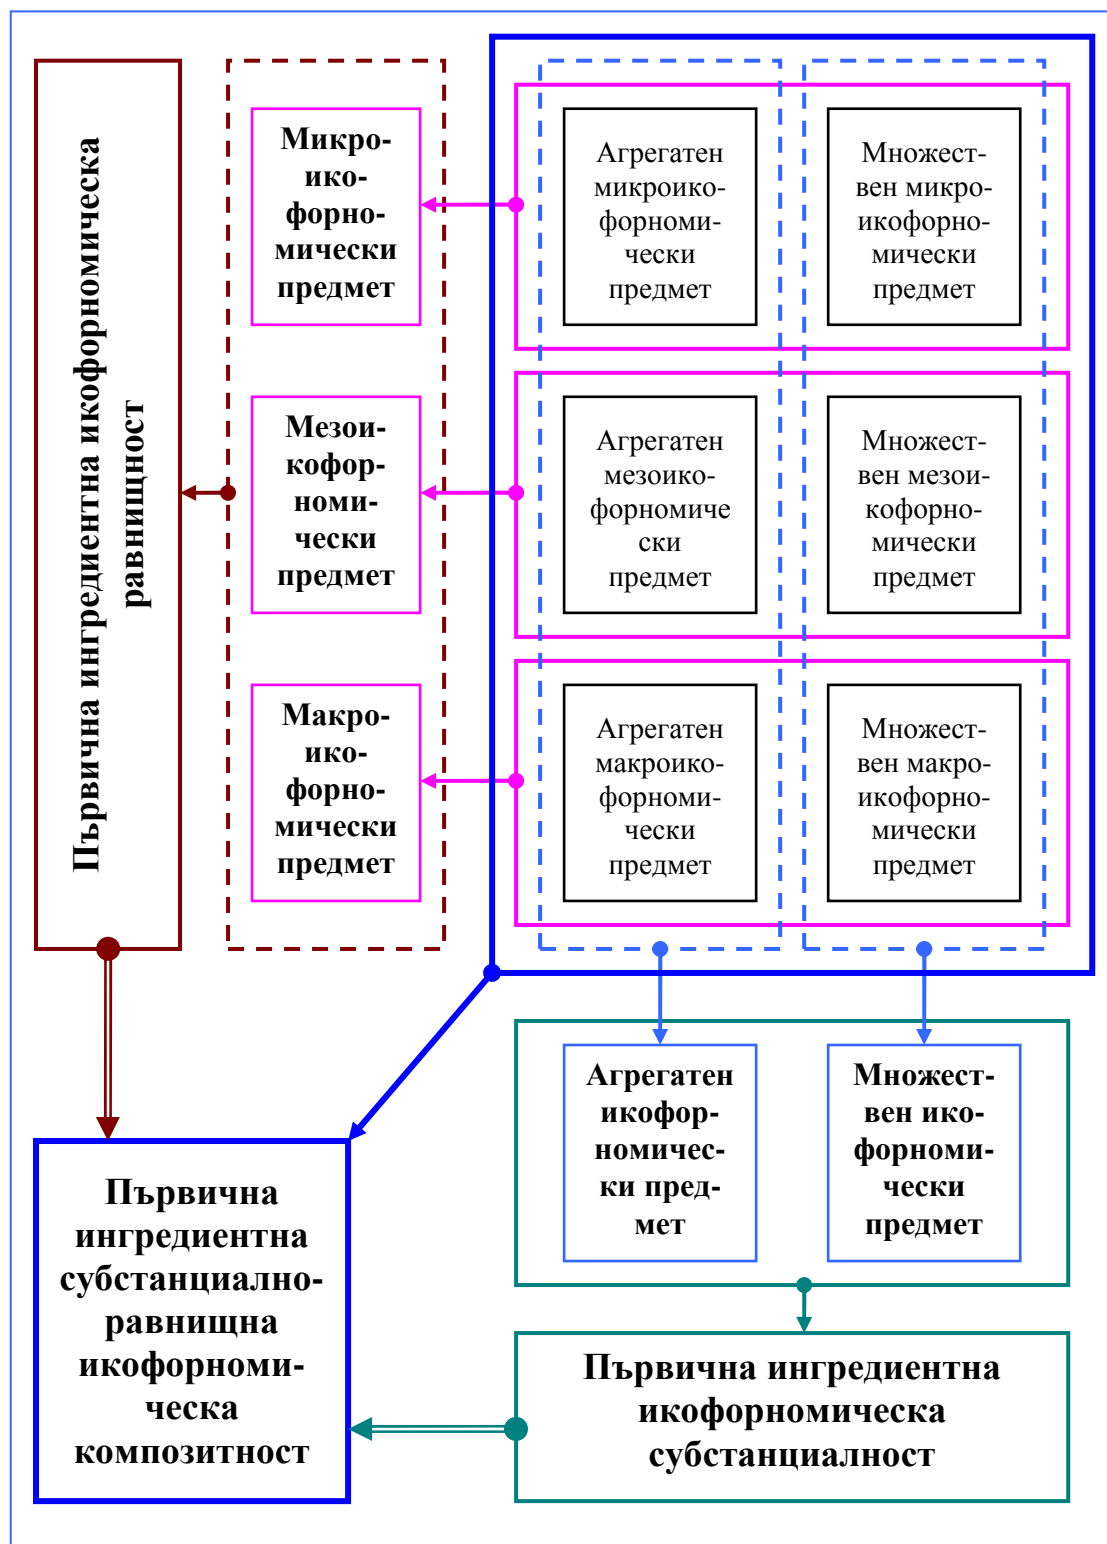 Първична ингредиентна икофорномическа
равнищност
Микро-
ико-
форно-
мически
предмет
Агрегатен
микроико-
форноми-
чески
предмет
Множест-
вен микро-
икофорно-
мически
предмет
Мезои-
кофор-
номи-
чески
предмет
Агрегатен
мезоико-
форномиче
ски
предмет
Множест-
вен мезои-
кофорно-
мически
предмет
Макро-
ико-
форно-
мически
предмет
Агрегатен
макроико-
форноми-
чески
предмет
Множест-
вен макро-
икофорно-
мически
предмет
Агрегатен
икофор-
номичес-
ки пред-
мет
Множест-
вен ико-
форноми-
чески
предмет
Първична
ингредиентна
субстанциално-
равнищна
икофорноми-
ческа
композитност
Първична ингредиентна
икофорномическа
субстанциалност